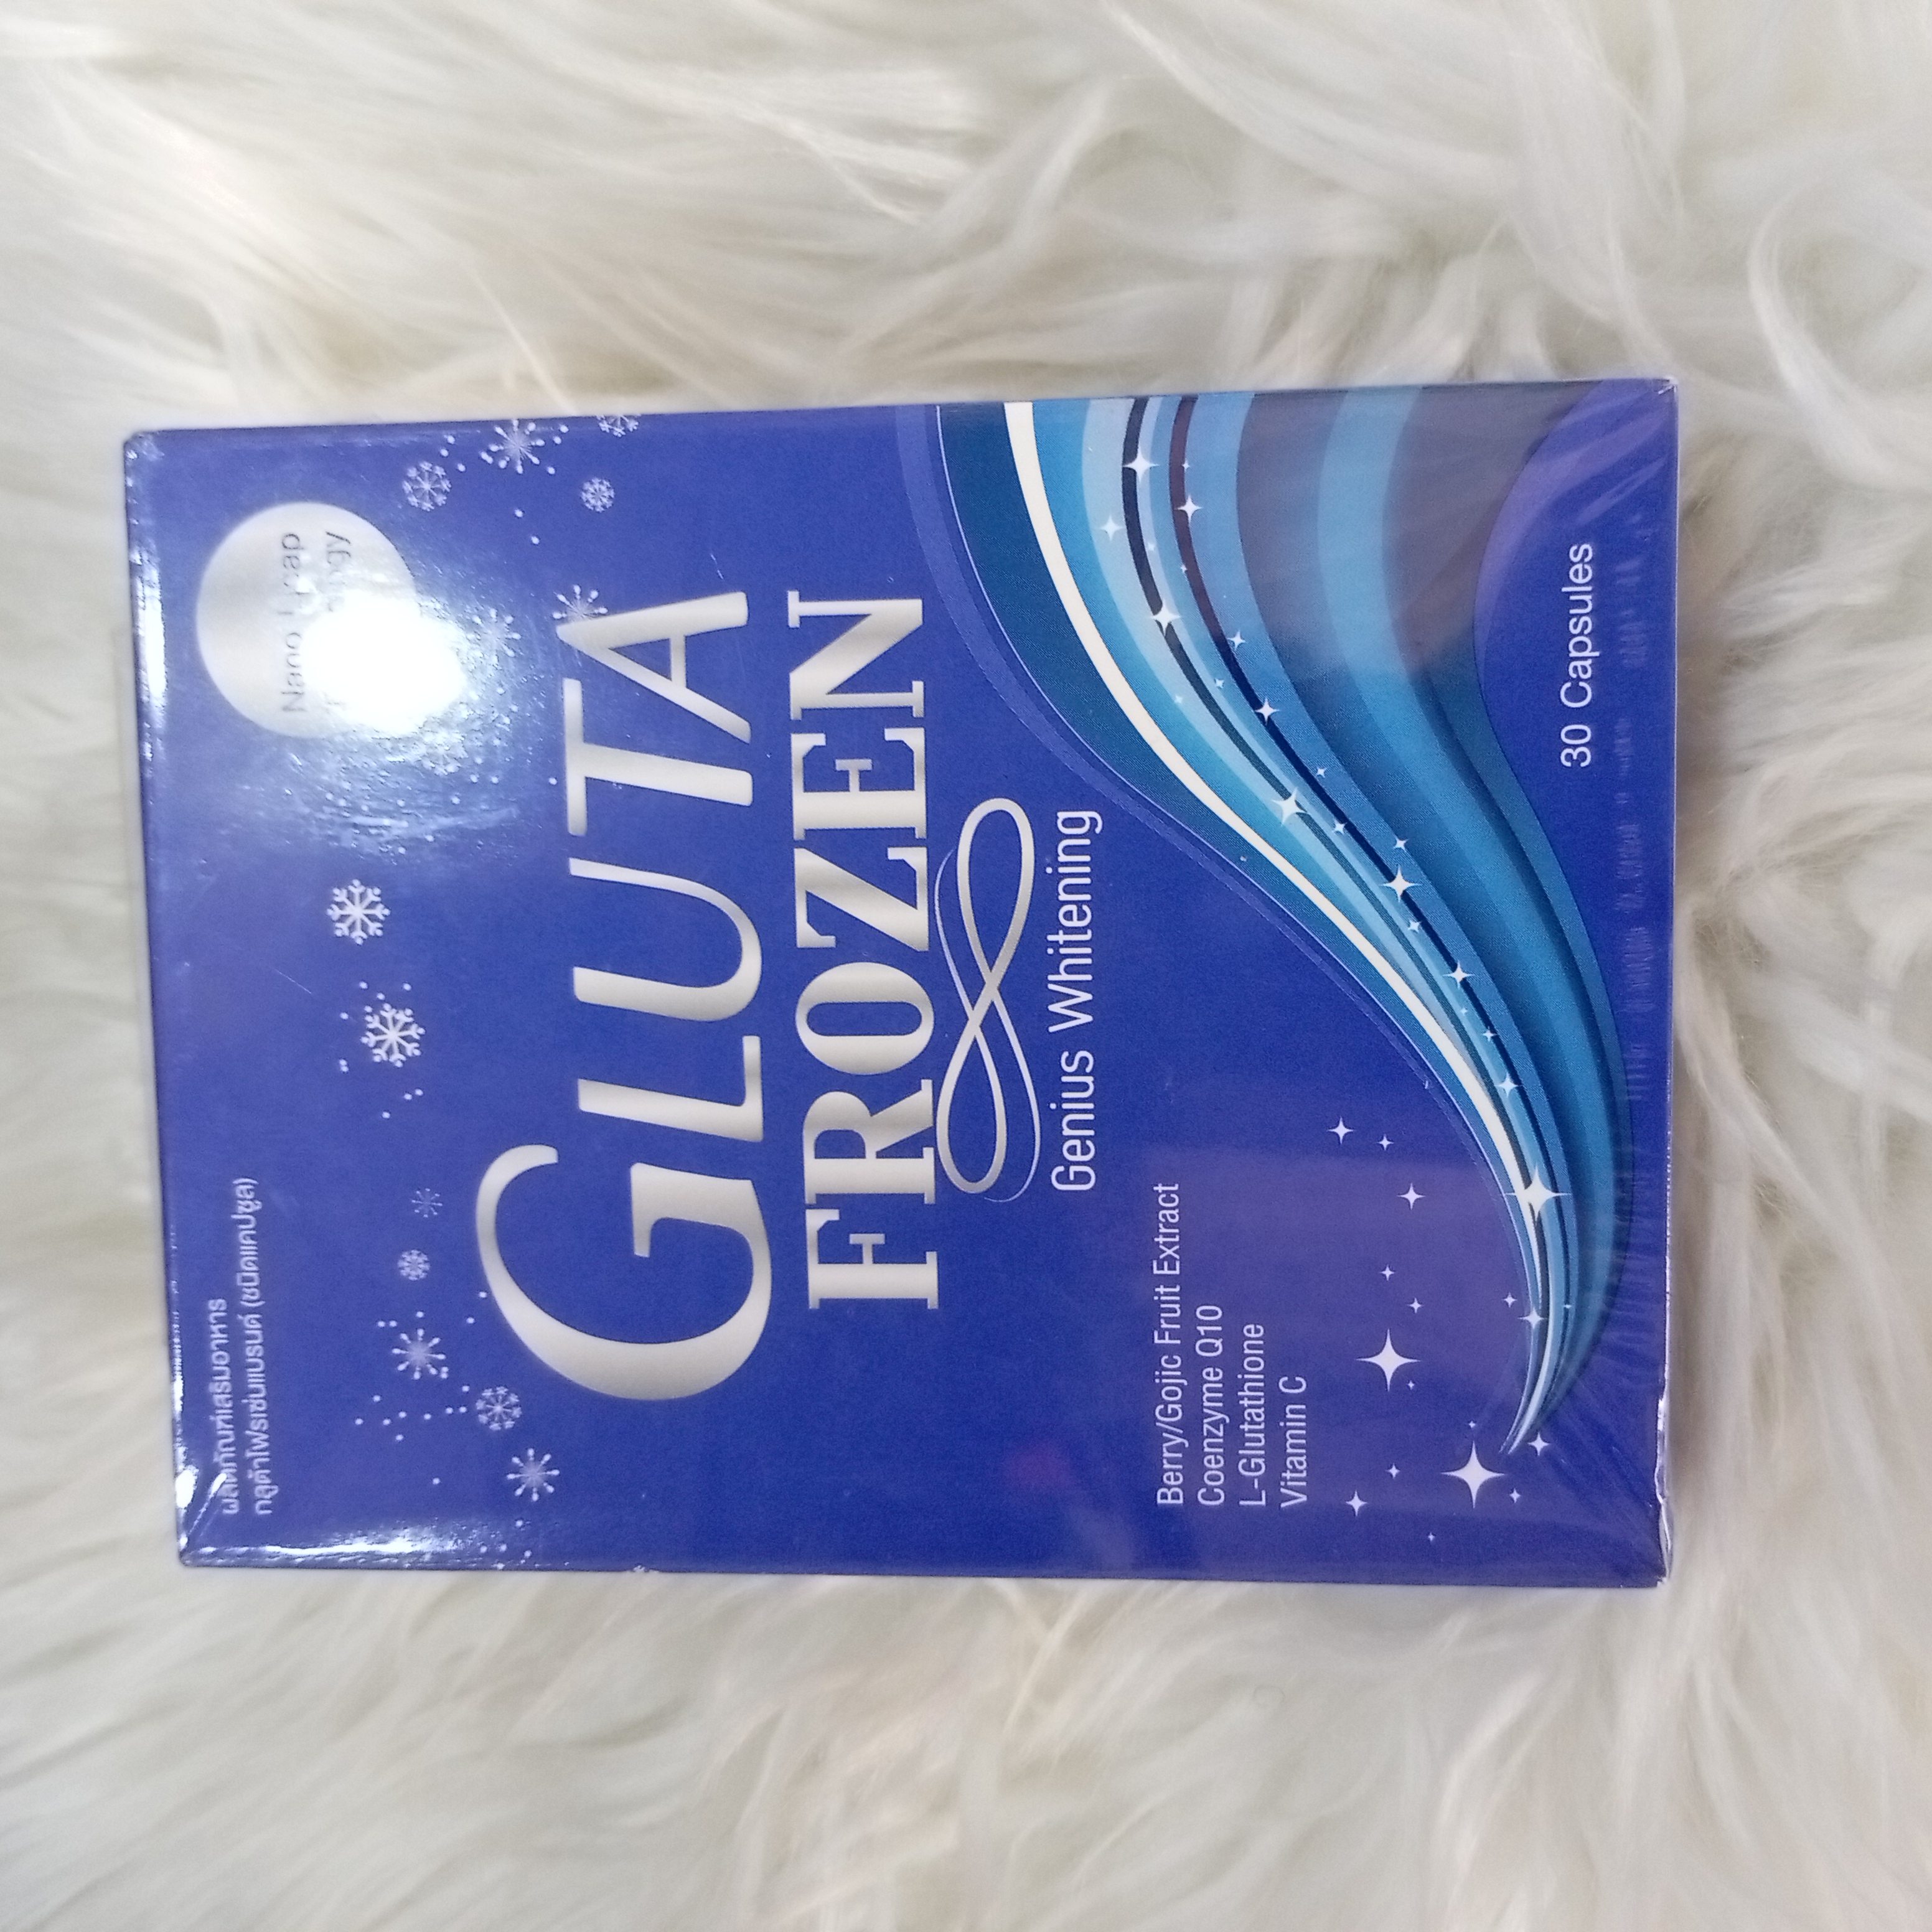 ผลิตภัณฑ์เสริมอาหาร
กลูต้าโฟรเซ่นแบรนด์ (ชนิดแคปซูล)
Nano
GLUTA
FROZEN
Genius Whitening
Berry/Gojic Fruit Extract
Coenzyme Q10
L-Glutathione
Vitamin C
30 Capsules